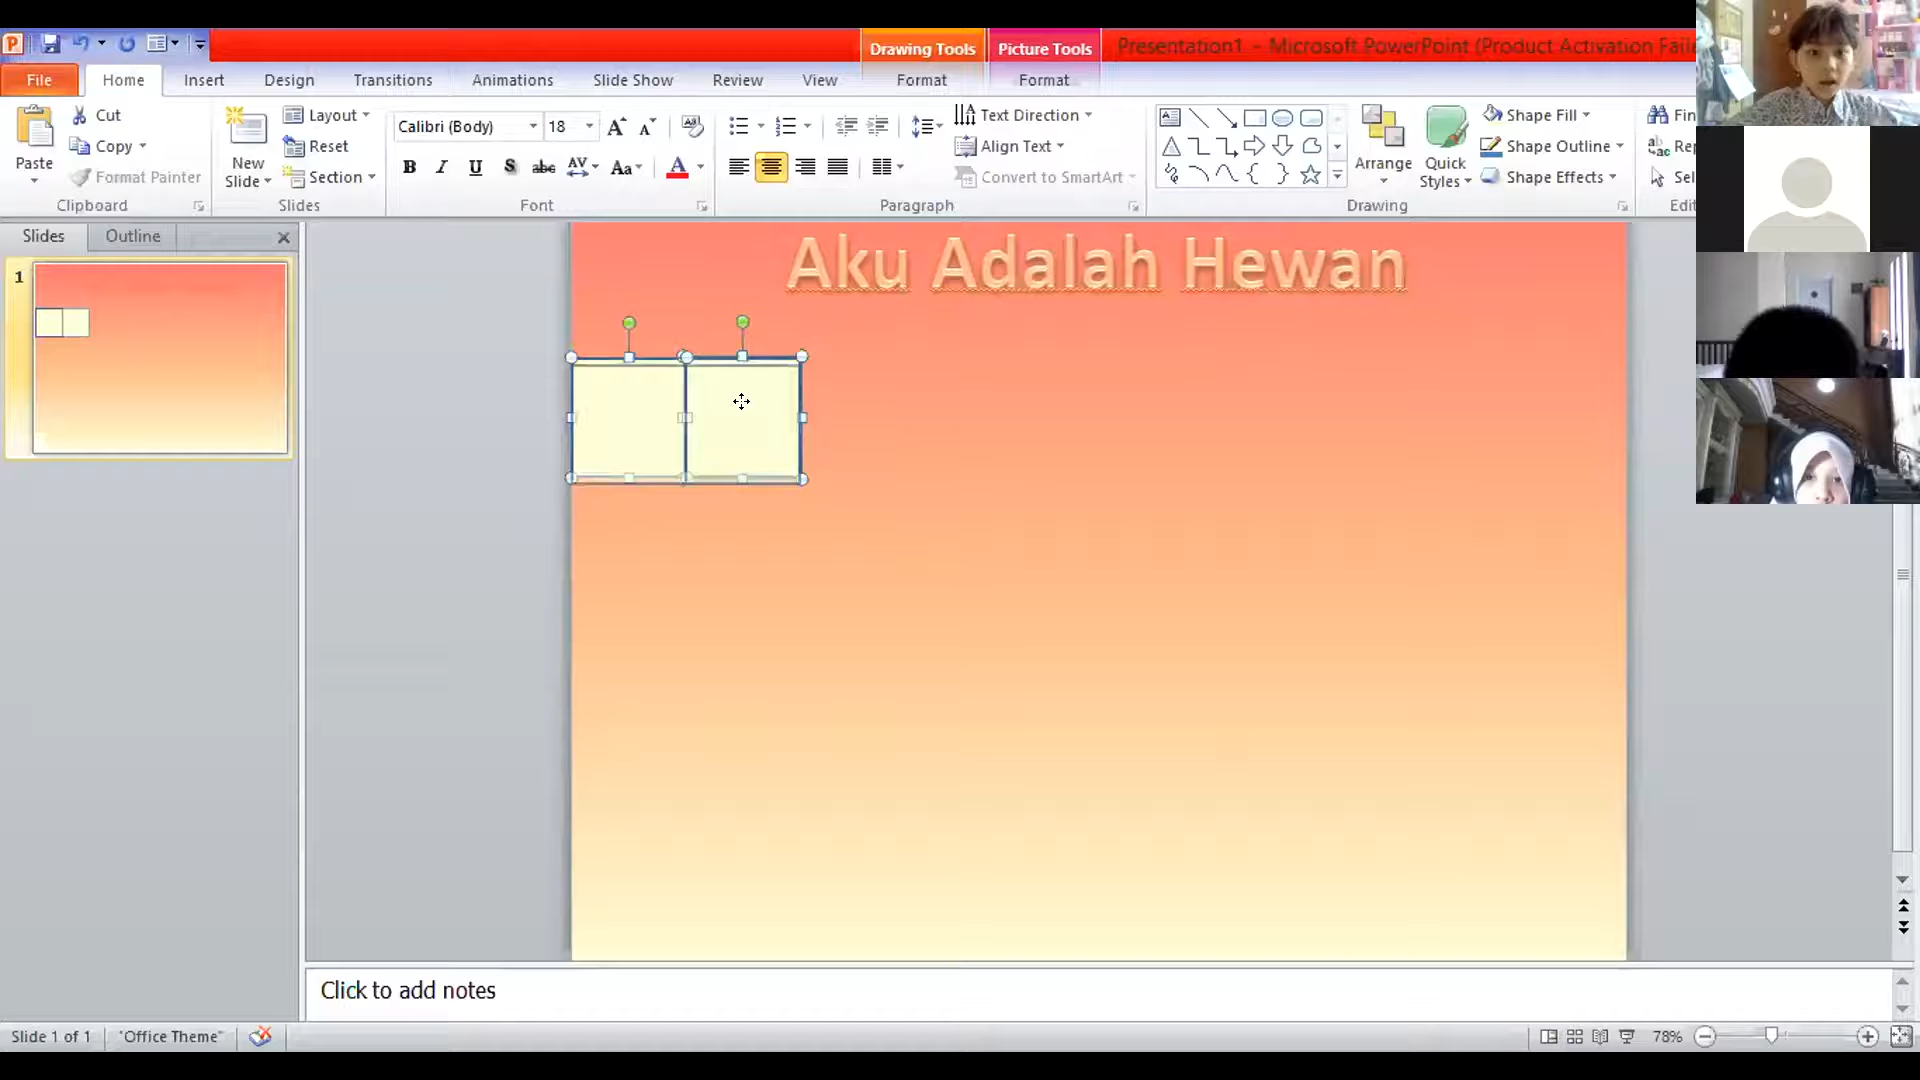 Drawing Tools Picture Tools Presentation1 - Microsoft PowerPoint (Product Activation
File Home Insert Design Transitions Animations Slide Show Review View Format Format
Paste
Cut
Copy
Format Painter
Clipboard
New Slide
Layout
Reset
Section
Slides
Calibri (Body) 18
Font
Text Direction
Align Text
Convert to SmartArt
Paragraph
Arrange
Quick Styles
Shape Fill
Shape Outline
Shape Effects
Drawing
Slides Outline
1
Aku Adalah Hewan
Click to add notes
Slide 1 of 1 "Office Theme" 78%